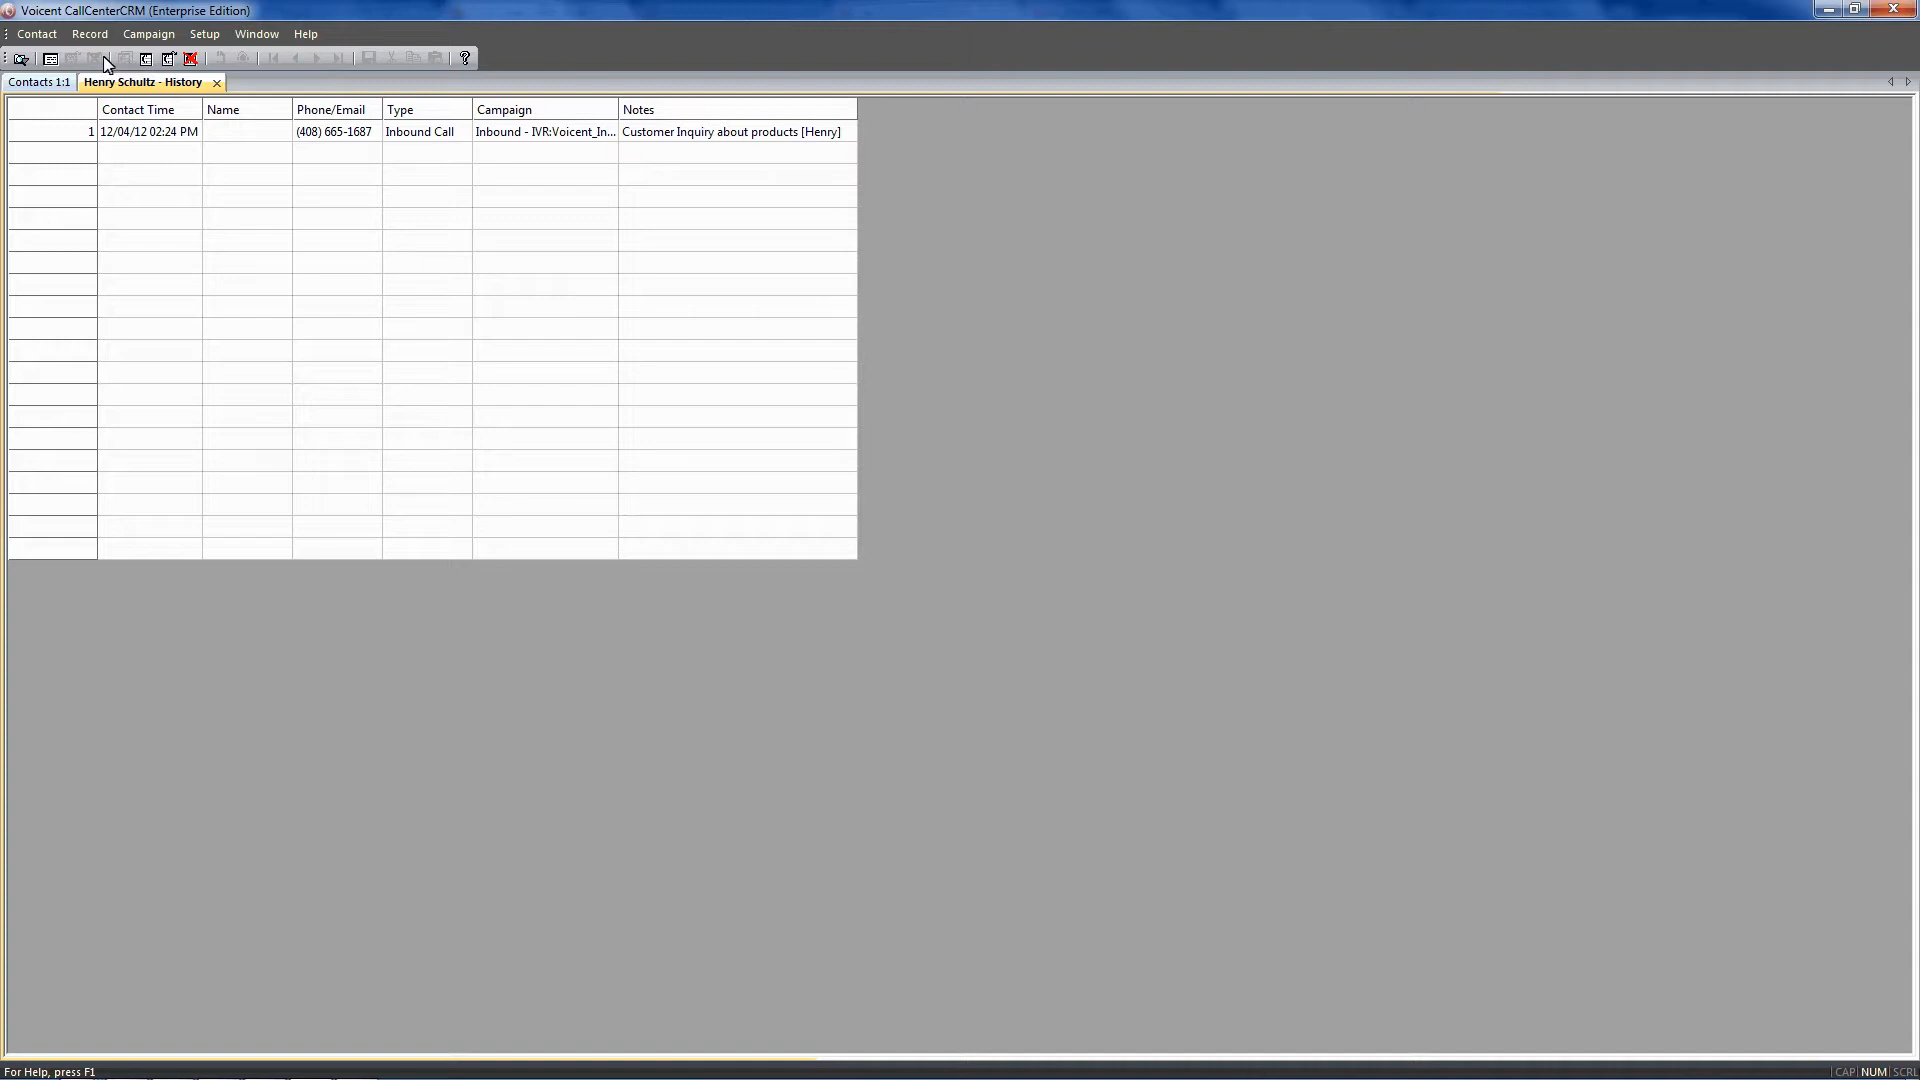 Voicent CallCenterCRM (Enterprise Edition)
Contact Record Campaign Setup Window Help
Contacts 1:1 Henry Schultz - History
Contact Time Name Phone/Email Type Campaign Notes
1 12/04/12 02:24 PM (408) 665-1687 Inbound Call Inbound - IVR:Voicent_In... Customer Inquiry about products [Henry]
For Help, press F1 CAP NUM SCRL